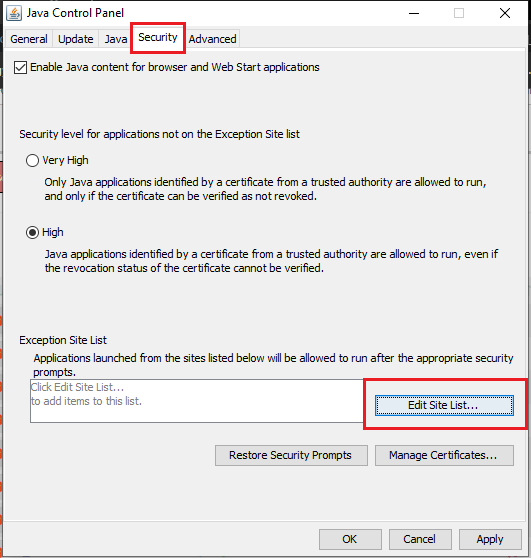 Java Control Panel
General Update Java Security Advanced
Enable Java content for browser and Web Start applications
Security level for applications not on the Exception Site list
Very High
Only Java applications identified by a certificate from a trusted authority are allowed to run,
and only if the certificate can be verified as not revoked.
High
Java applications identified by a certificate from a trusted authority are allowed to run, even if
the revocation status of the certificate cannot be verified.
Exception Site List
Applications launched from the sites listed below will be allowed to run after the appropriate security
prompts.
Click Edit Site List...
to add items to this list.
Edit Site List...
Restore Security Prompts Manage Certificates...
OK Cancel Apply